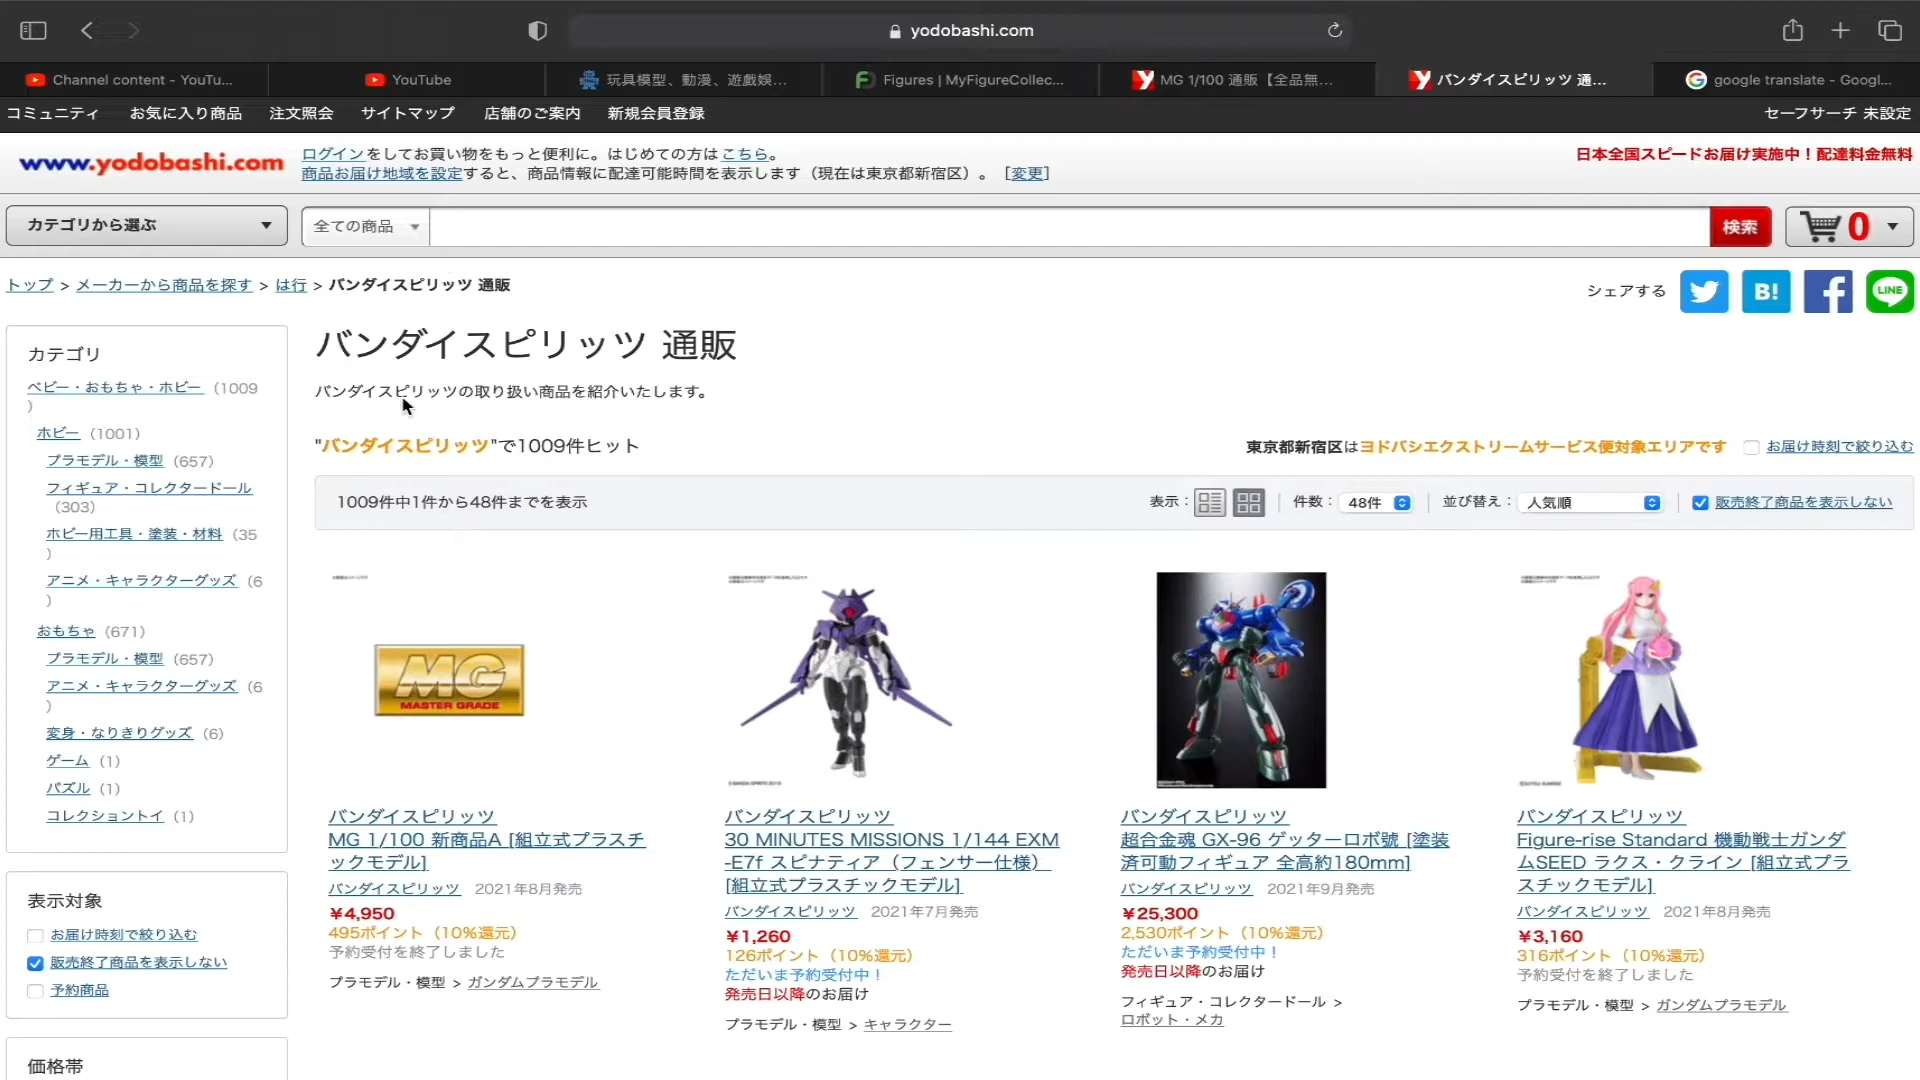 yodobashi.com
Channel content - YouTu...
YouTube
玩具模型、動漫、遊戲娛...
Figures | MyFigureCollec...
MG 1/100 通販【全品無...
バンダイスピリッツ 通...
google translate - Googl...
コミュニティ お気に入り商品 注文照会 サイトマップ 店舗のご案内 新規会員登録
セーフサーチ 未設定
www.yodobashi.com
ログインをしてお買い物をもっと便利に。はじめての方はこちら。
商品お届け地域を設定すると、商品情報に配達可能時間を表示します（現在は東京都新宿区）。 [変更]
日本全国スピードお届け実施中！配達料金無料
カテゴリから選ぶ
全ての商品
検索
0
トップ > メーカーから商品を探す > は行 > バンダイスピリッツ 通販
シェアする
B!
LINE
カテゴリ
ベビー・おもちゃ・ホビー (1009
)
ホビー (1001)
プラモデル・模型 (657)
フィギュア・コレクタードール
(303)
ホビー用工具・塗装・材料 (35
)
アニメ・キャラクターグッズ (6
)
おもちゃ (671)
プラモデル・模型 (657)
アニメ・キャラクターグッズ (6
)
変身・なりきりグッズ (6)
ゲーム (1)
パズル (1)
コレクショントイ (1)
表示対象
お届け時刻で絞り込む
販売終了商品を表示しない
予約商品
価格帯
バンダイスピリッツ 通販
バンダイスピリッツの取り扱い商品を紹介いたします。
"バンダイスピリッツ"で1009件ヒット
東京都新宿区はヨドバシエクストリームサービス便対象エリアです
お届け時刻で絞り込む
1009件中1件から48件までを表示
表示：
件数： 48件
並び替え： 人気順
販売終了商品を表示しない
MG
MASTER GRADE
バンダイスピリッツ
MG 1/100 新商品A [組立式プラスチ
ックモデル]
バンダイスピリッツ 2021年8月発売
￥4,950
495ポイント（10%還元）
予約受付を終了しました
プラモデル・模型 > ガンダムプラモデル
バンダイスピリッツ
30 MINUTES MISSIONS 1/144 EXM
-E7f スピナティア（フェンサー仕様）
[組立式プラスチックモデル]
バンダイスピリッツ 2021年7月発売
￥1,260
126ポイント（10%還元）
ただいま予約受付中！
発売日以降のお届け
プラモデル・模型 > キャラクター
バンダイスピリッツ
超合金魂 GX-96 ゲッターロボ號 [塗装
済可動フィギュア 全高約180mm]
バンダイスピリッツ 2021年9月発売
￥25,300
2,530ポイント（10%還元）
ただいま予約受付中！
発売日以降のお届け
フィギュア・コレクタードール >
ロボット・メカ
バンダイスピリッツ
Figure-rise Standard 機動戦士ガンダ
ムSEED ラクス・クライン [組立式プラ
スチックモデル]
バンダイスピリッツ 2021年8月発売
￥3,160
316ポイント（10%還元）
予約受付を終了しました
プラモデル・模型 > ガンダムプラモデル